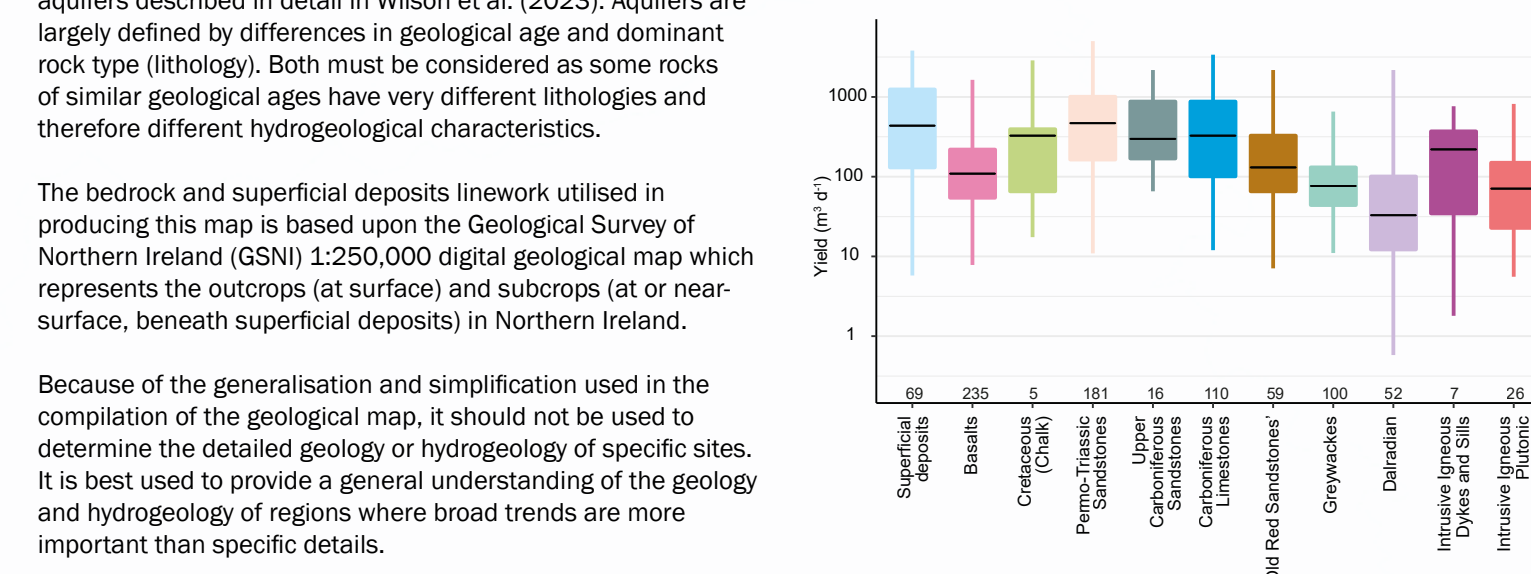 aquifers described in detail in Wilson et al. (2023). Aquifers are
largely defined by differences in geological age and dominant
rock type (lithology). Both must be considered as some rocks
of similar geological ages have very different lithologies and
therefore different hydrogeological characteristics.
The bedrock and superficial deposits linework utilised in
producing this map is based upon the Geological Survey of
Northern Ireland (GSNI) 1:250,000 digital geological map which
represents the outcrops (at surface) and subcrops (at or near-
surface, beneath superficial deposits) in Northern Ireland.
Because of the generalisation and simplification used in the
compilation of the geological map, it should not be used to
determine the detailed geology or hydrogeology of specific sites.
It is best used to provide a general understanding of the geology
and hydrogeology of regions where broad trends are more
important than specific details.
Yield (m³ d⁻¹)
1000
100
10
1
69 235 5 181 16 110 59 100 52 7 26
Superficial
deposits
Basalts
Cretaceous
(Chalk)
Permo-Triassic
Sandstones
Upper
Carboniferous
Sandstones
Carboniferous
Limestones
Old Red Sandstones'
Greywackes
Dalradian
Intrusive Igneous
Dykes and Sills
Intrusive Igneous
Plutonic